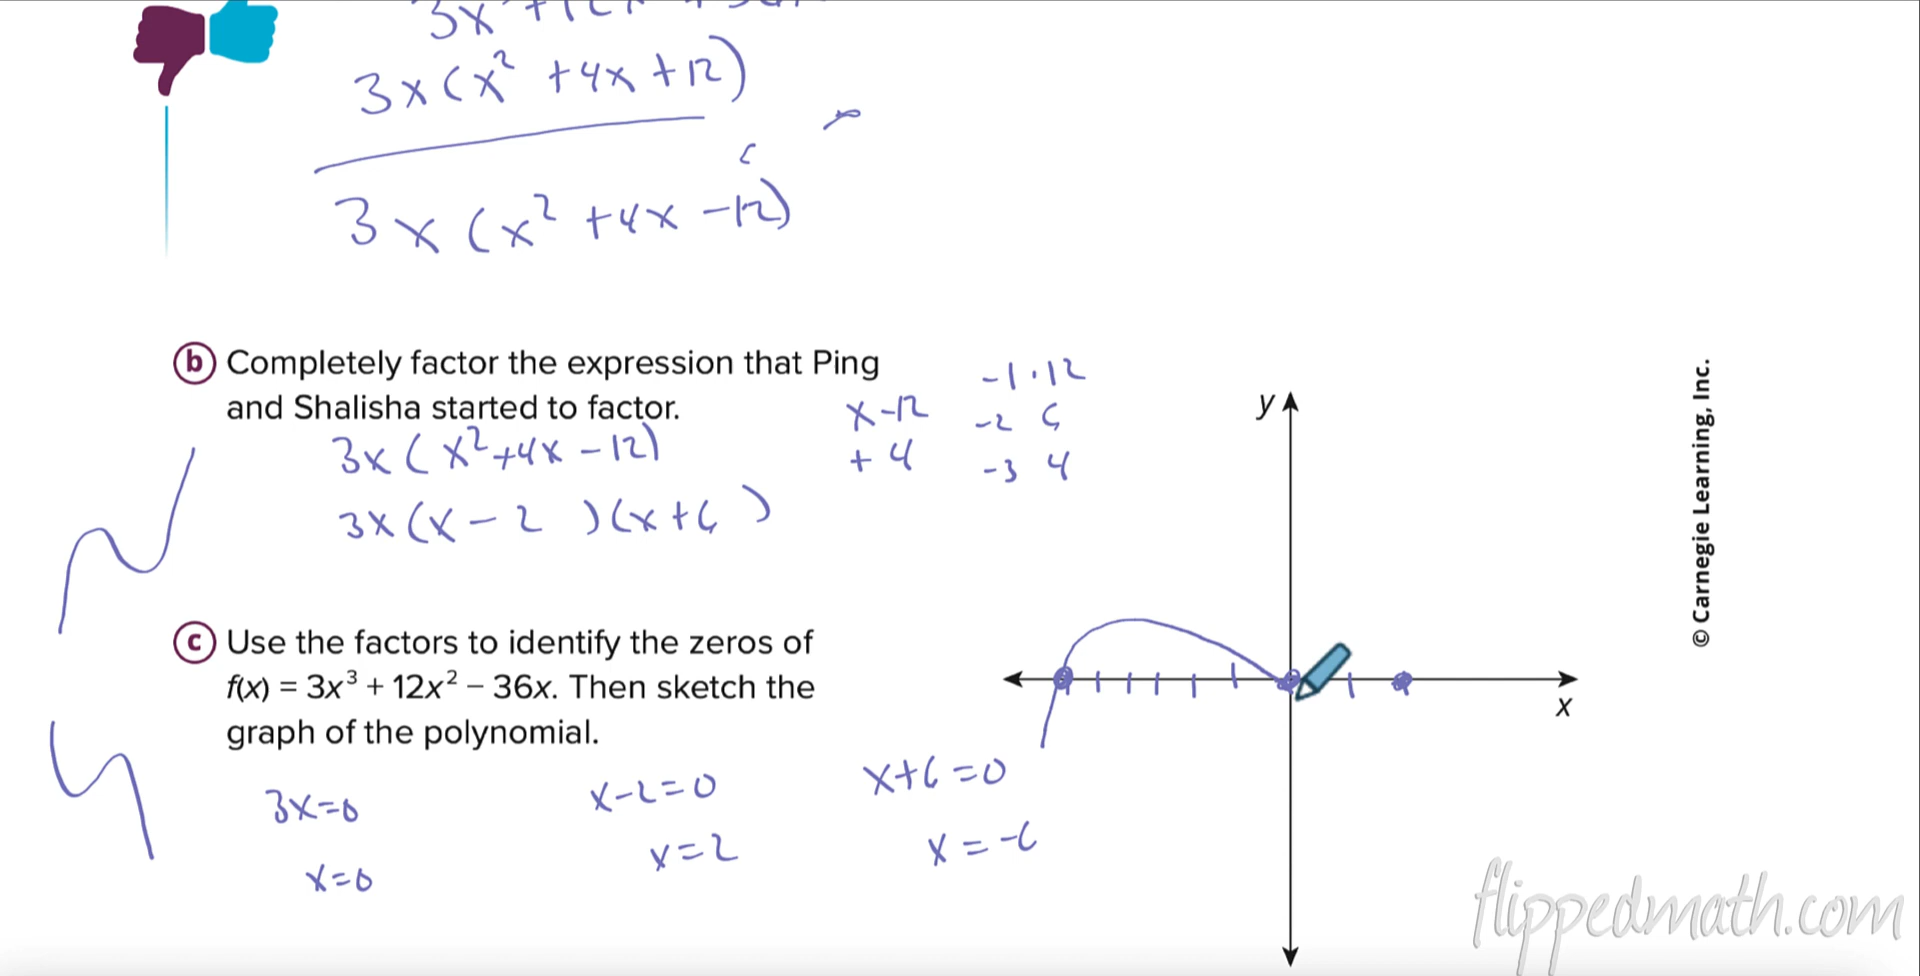 3x
3x(x² +4x +12)
3x(x² +4x -12)
b Completely factor the expression that Ping
and Shalisha started to factor.
3x(x²+4x-12)
3x(x-2)(x+6)
x-12
+ 4
-1·12
-2 6
-3 4
y
x
c Use the factors to identify the zeros of
f(x) = 3x³ + 12x² – 36x. Then sketch the
graph of the polynomial.
3x=0
x=0
x-2=0
x=2
x+6=0
x=-6
© Carnegie Learning, Inc.
flippedmath.com